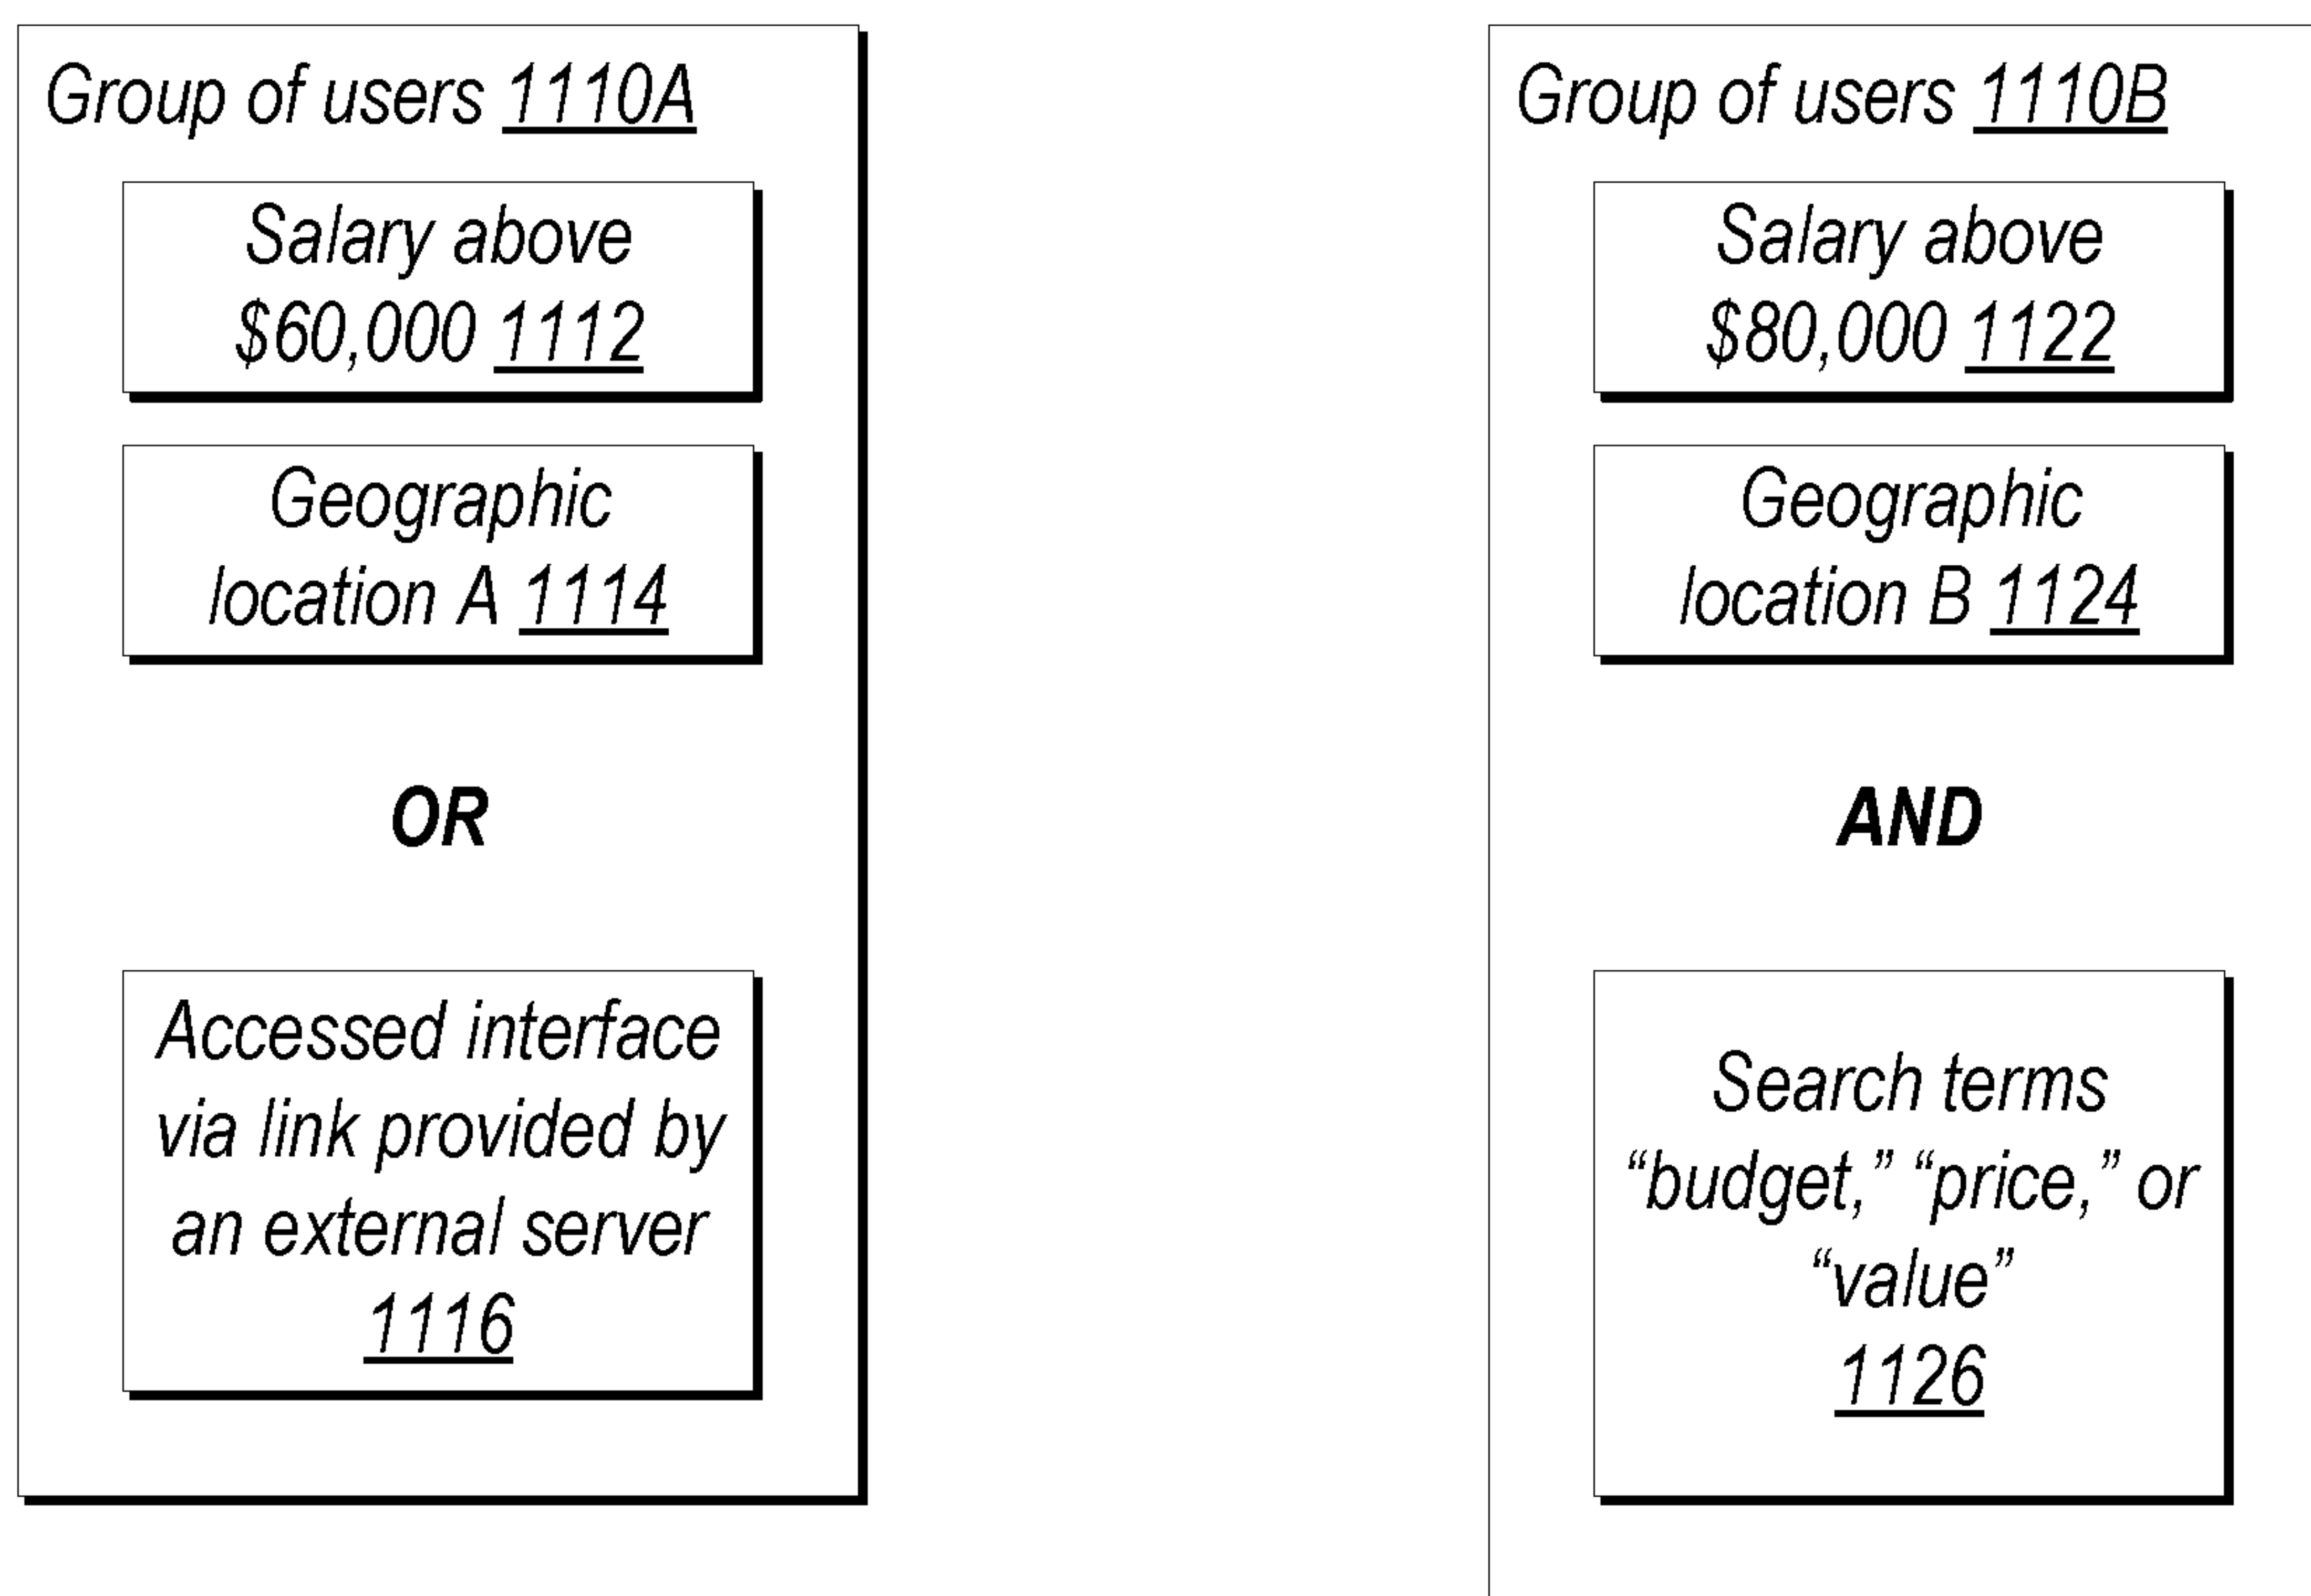 Group of users 1110A
Salary above
$60,000 1112
Geographic
location A 1114
OR
Accessed interface
via link provided by
an external server
1116
Group of users 1110B
Salary above
$80,000 1122
Geographic
location B 1124
AND
Search terms
“budget,” “price,” or
“value”
1126